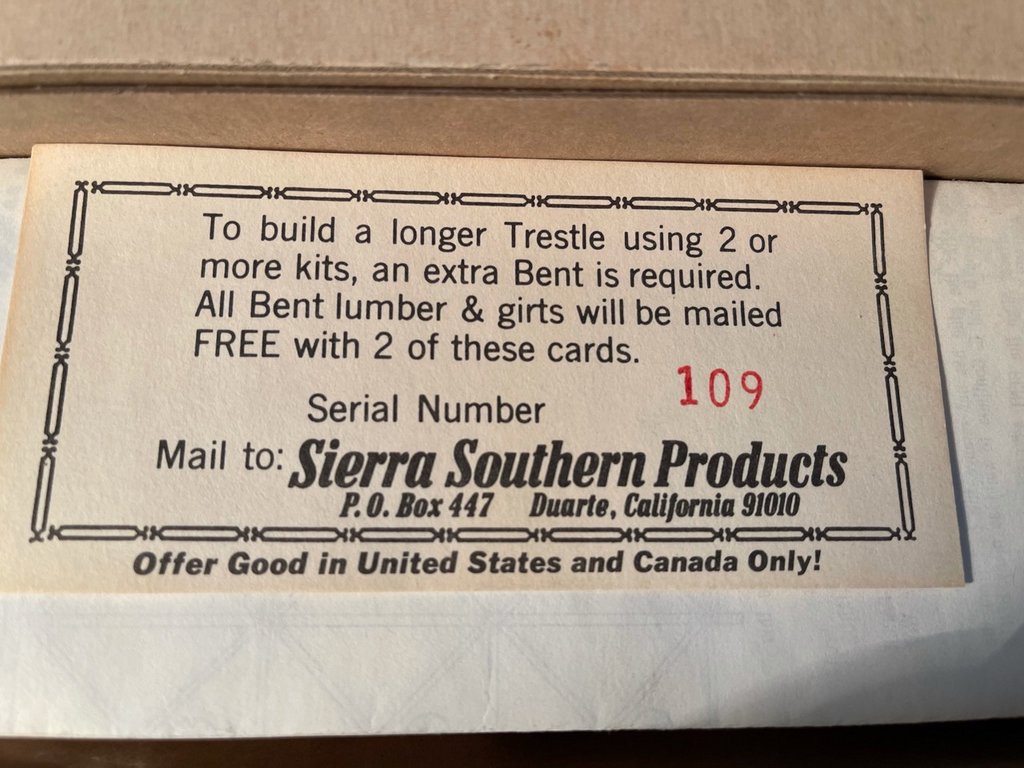 To build a longer Trestle using 2 or
more kits, an extra Bent is required.
All Bent lumber & girts will be mailed
FREE with 2 of these cards.
Serial Number 109
Mail to: Sierra Southern Products
P.O. Box 447 Duarte, California 91010
Offer Good in United States and Canada Only!